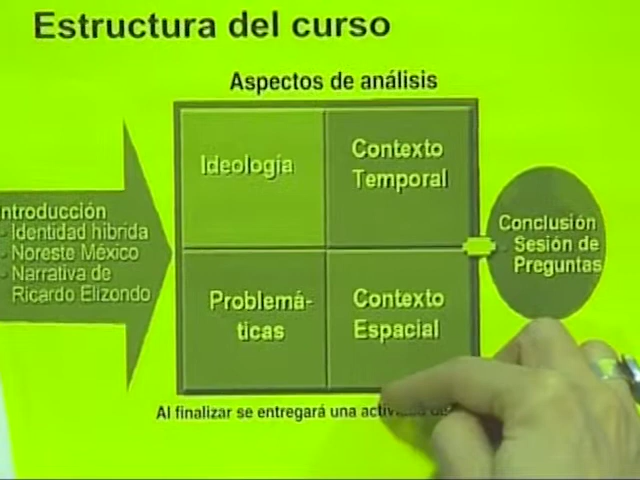 Estructura del curso
Aspectos de análisis
Ideología
Contexto
Temporal
ntroducción
- Identidad híbrida
- Noreste México
- Narrativa de
Ricardo Elizondo
Conclusión
- Sesión de
Preguntas
Problemá-
ticas
Contexto
Espacial
Al finalizar se entregará una